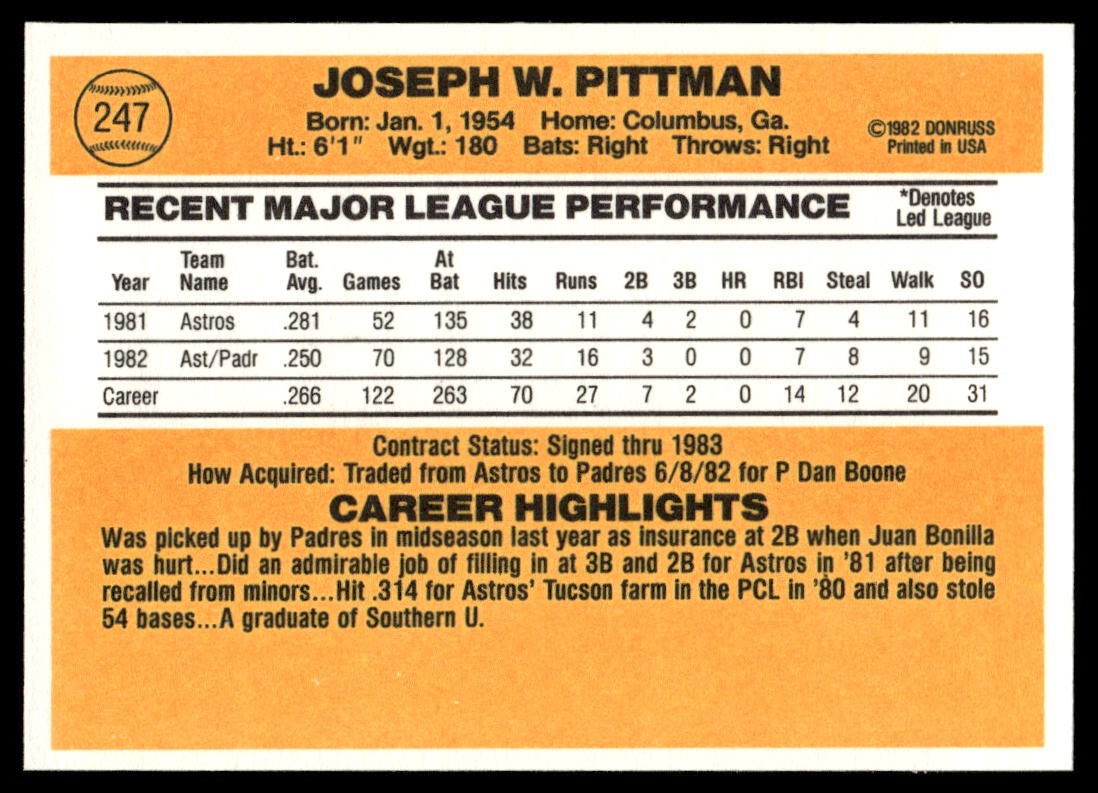 247
JOSEPH W. PITTMAN
Born: Jan. 1, 1954 Home: Columbus, Ga.
Ht.: 6'1" Wgt.: 180 Bats: Right Throws: Right
©1982 DONRUSS
Printed in USA
RECENT MAJOR LEAGUE PERFORMANCE
*Denotes
Led League
Year Team Name Bat. Avg. Games At Bat Hits Runs 2B 3B HR RBI Steal Walk SO
1981 Astros .281 52 135 38 11 4 2 0 7 4 11 16
1982 Ast/Padr .250 70 128 32 16 3 0 0 7 8 9 15
Career .266 122 263 70 27 7 2 0 14 12 20 31
Contract Status: Signed thru 1983
How Acquired: Traded from Astros to Padres 6/8/82 for P Dan Boone
CAREER HIGHLIGHTS
Was picked up by Padres in midseason last year as insurance at 2B when Juan Bonilla
was hurt...Did an admirable job of filling in at 3B and 2B for Astros in '81 after being
recalled from minors...Hit .314 for Astros' Tucson farm in the PCL in '80 and also stole
54 bases...A graduate of Southern U.